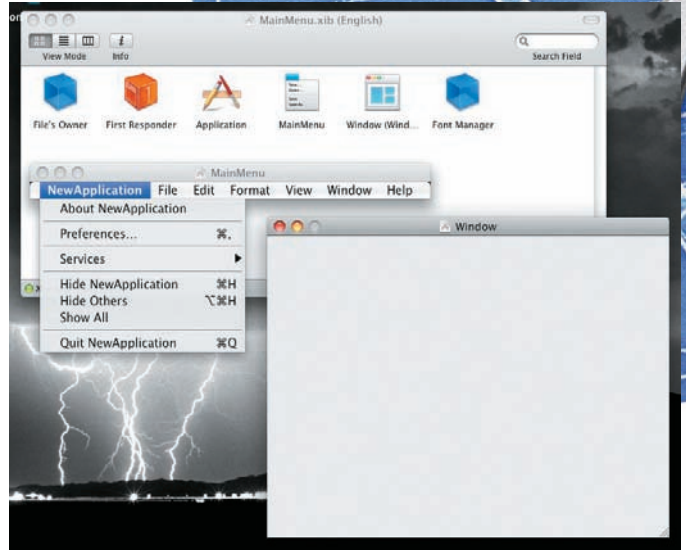 MainMenu.xib (English)
View Mode Info Search Field
File's Owner First Responder Application MainMenu Window (Wind... Font Manager
MainMenu
NewApplication File Edit Format View Window Help
About NewApplication
Preferences... ⌘,
Services
Hide NewApplication ⌘H
Hide Others ⌥⌘H
Show All
Quit NewApplication ⌘Q
Window